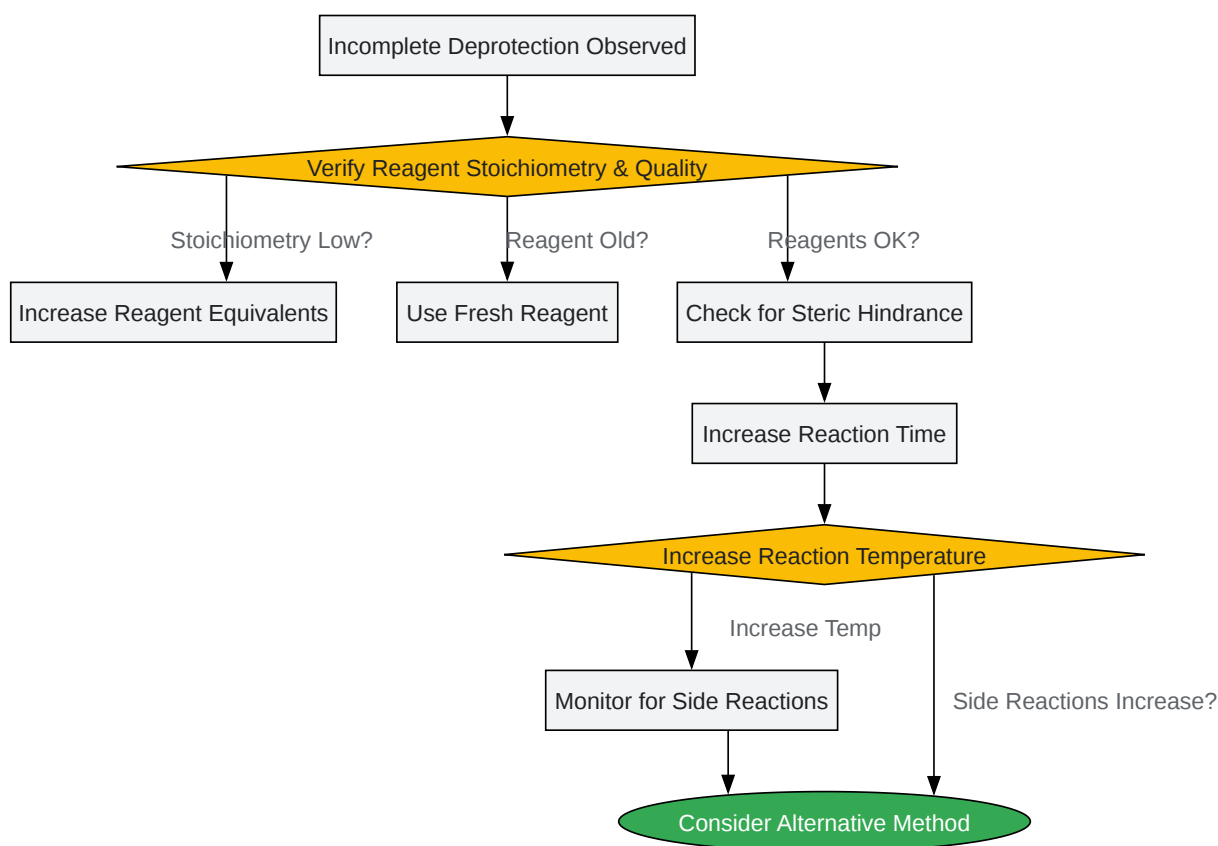 Incomplete Deprotection Observed
Verify Reagent Stoichiometry & Quality
Stoichiometry Low?
Reagent Old?
Reagents OK?
Increase Reagent Equivalents
Use Fresh Reagent
Check for Steric Hindrance
Increase Reaction Time
Increase Reaction Temperature
Increase Temp
Monitor for Side Reactions
Side Reactions Increase?
Consider Alternative Method